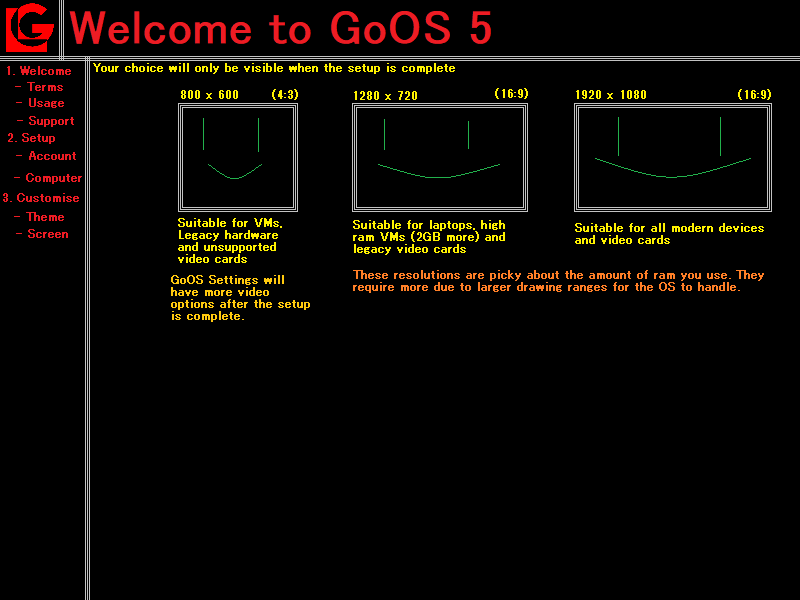 G
Welcome to GoOS 5
1. Welcome
- Terms
- Usage
- Support
2. Setup
- Account
- Computer
3. Customise
- Theme
- Screen
Your choice will only be visible when the setup is complete
800 x 600 (4:3)
Suitable for VMs,
Legacy hardware
and unsupported
video cards
GoOS Settings will
have more video
options after the setup
is complete.
1280 x 720 (16:9)
Suitable for laptops, high
ram VMs (2GB more) and
legacy video cards
1920 x 1080 (16:9)
Suitable for all modern devices
and video cards
These resolutions are picky about the amount of ram you use. They
require more due to larger drawing ranges for the OS to handle.